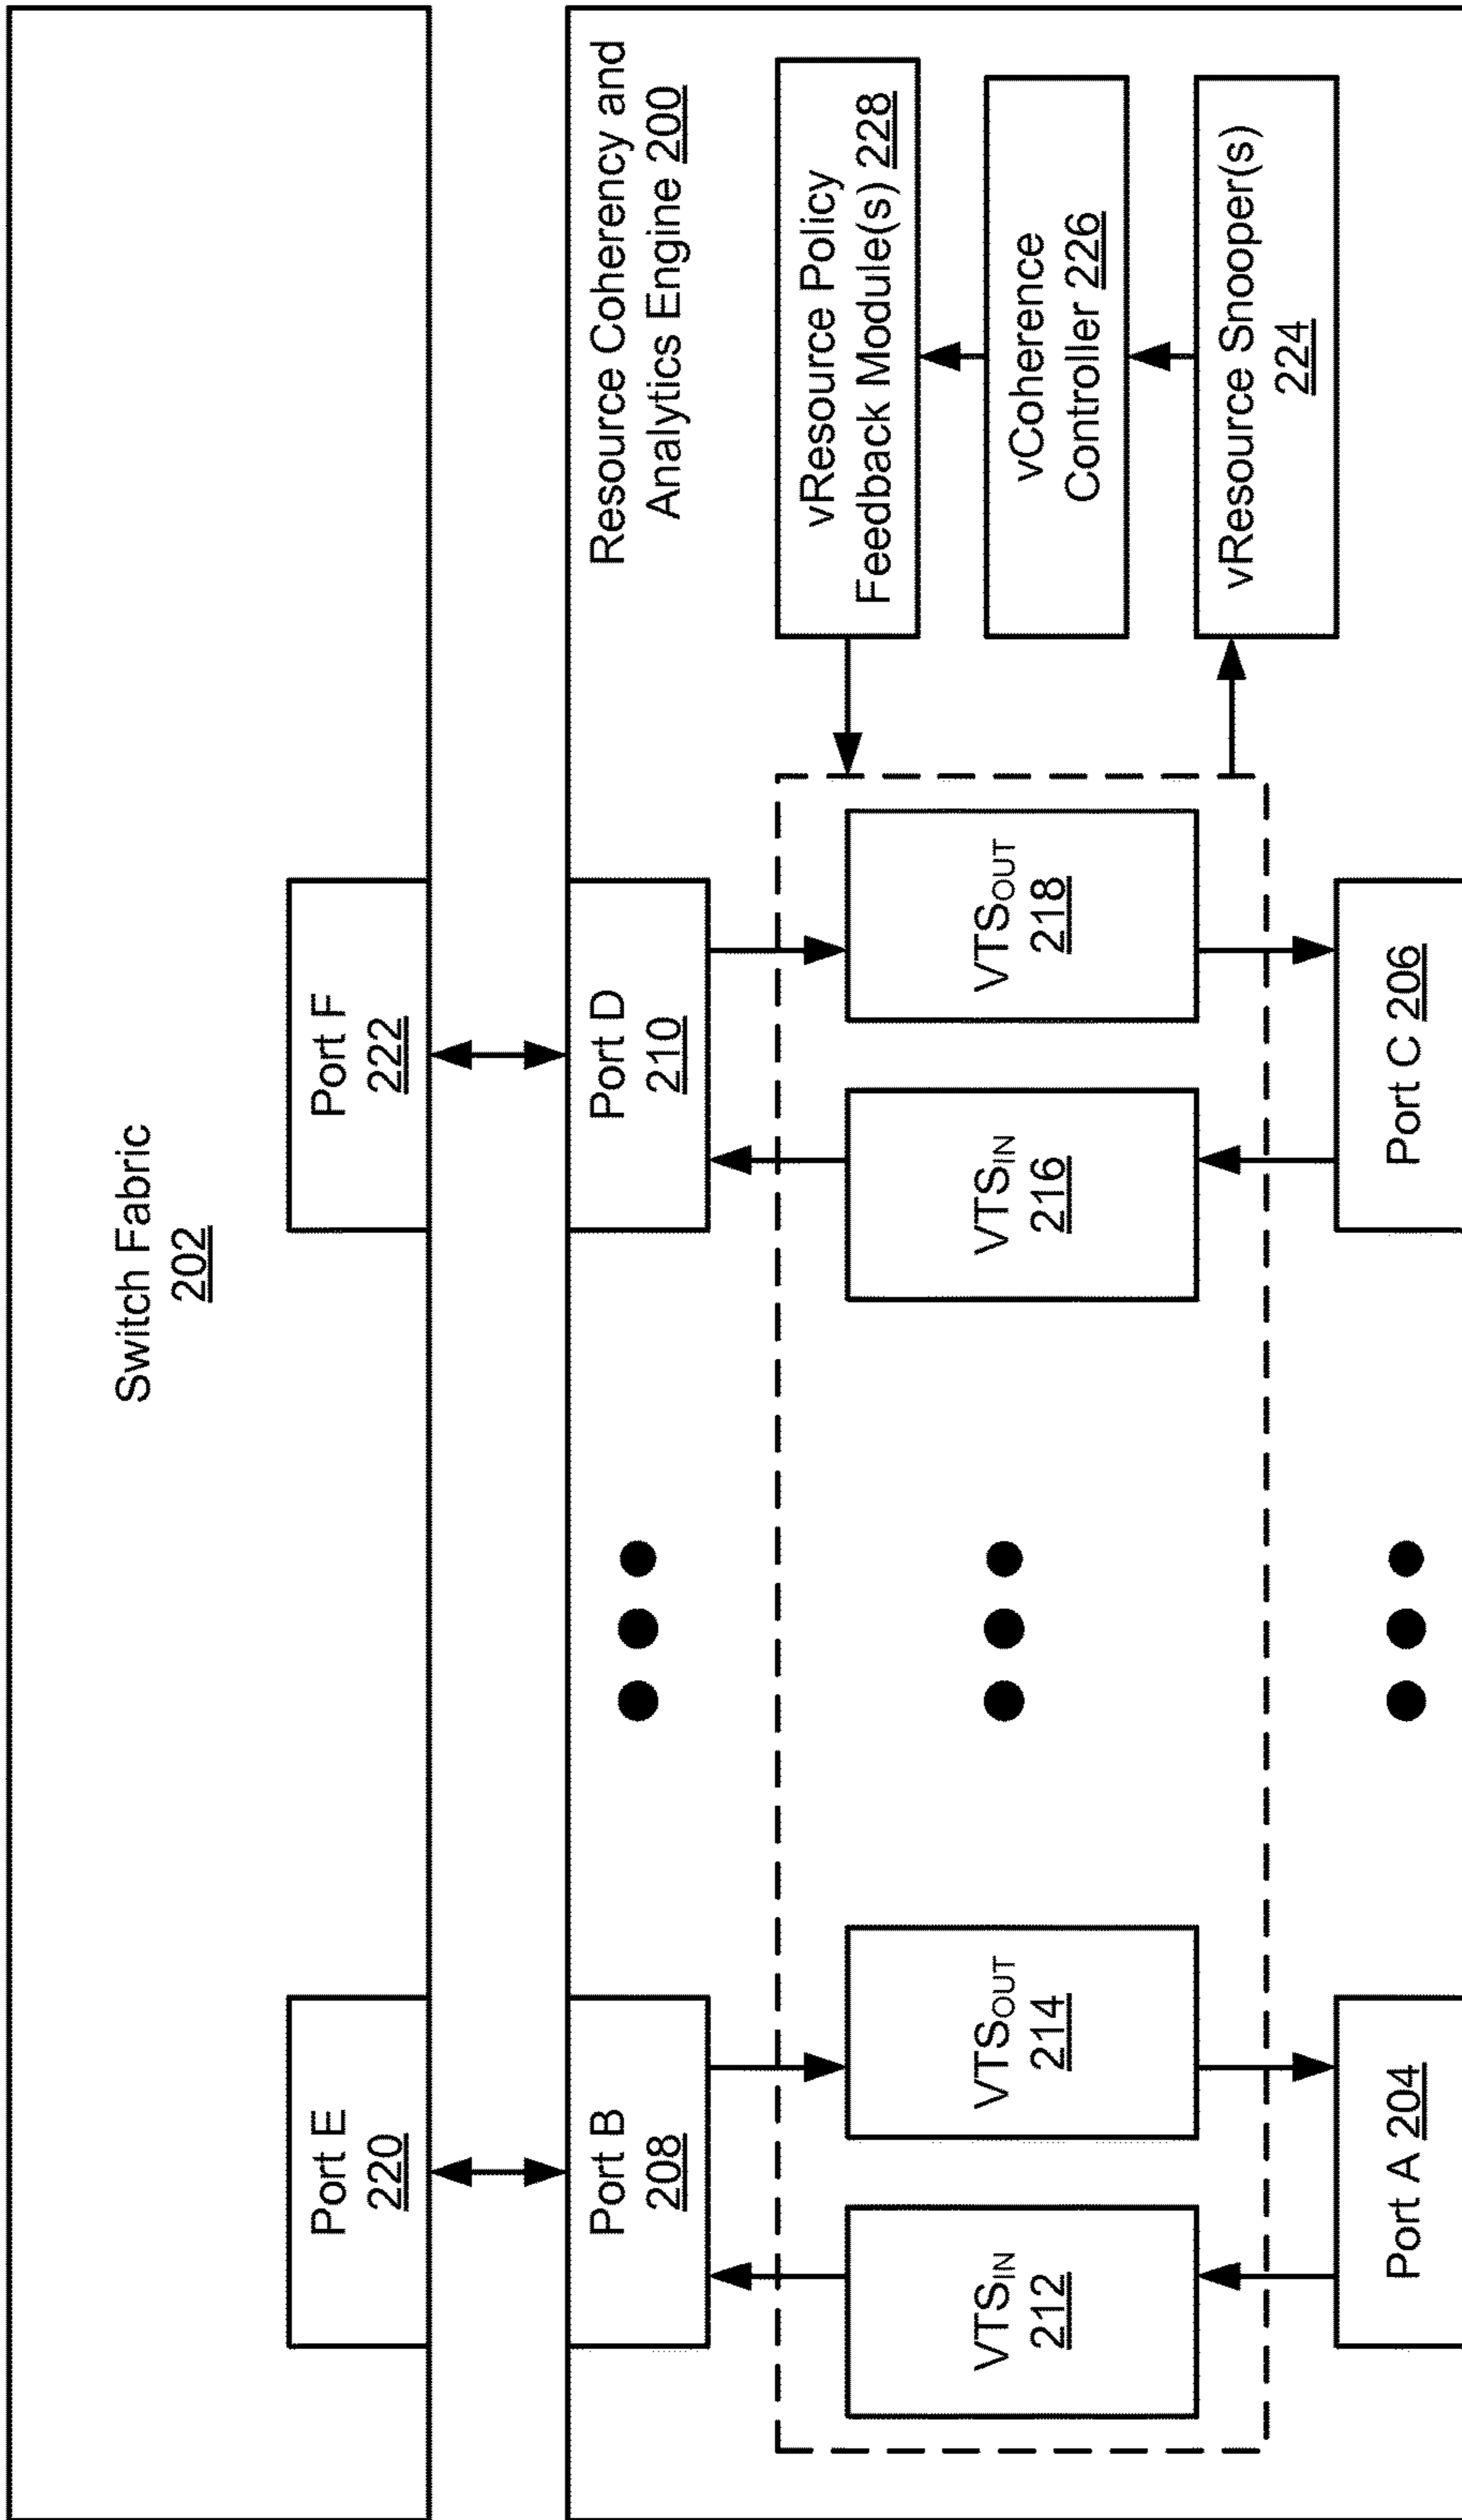 Switch Fabric
202
Port E
220
Port F
222
Port B
208
Port D
210
Resource Coherency and
Analytics Engine 200
VTSIN
212
VTSOUT
214
VTSIN
216
VTSOUT
218
vResource Policy
Feedback Module(s) 228
vCoherence
Controller 226
vResource Snooper(s)
224
Port A 204
Port C 206